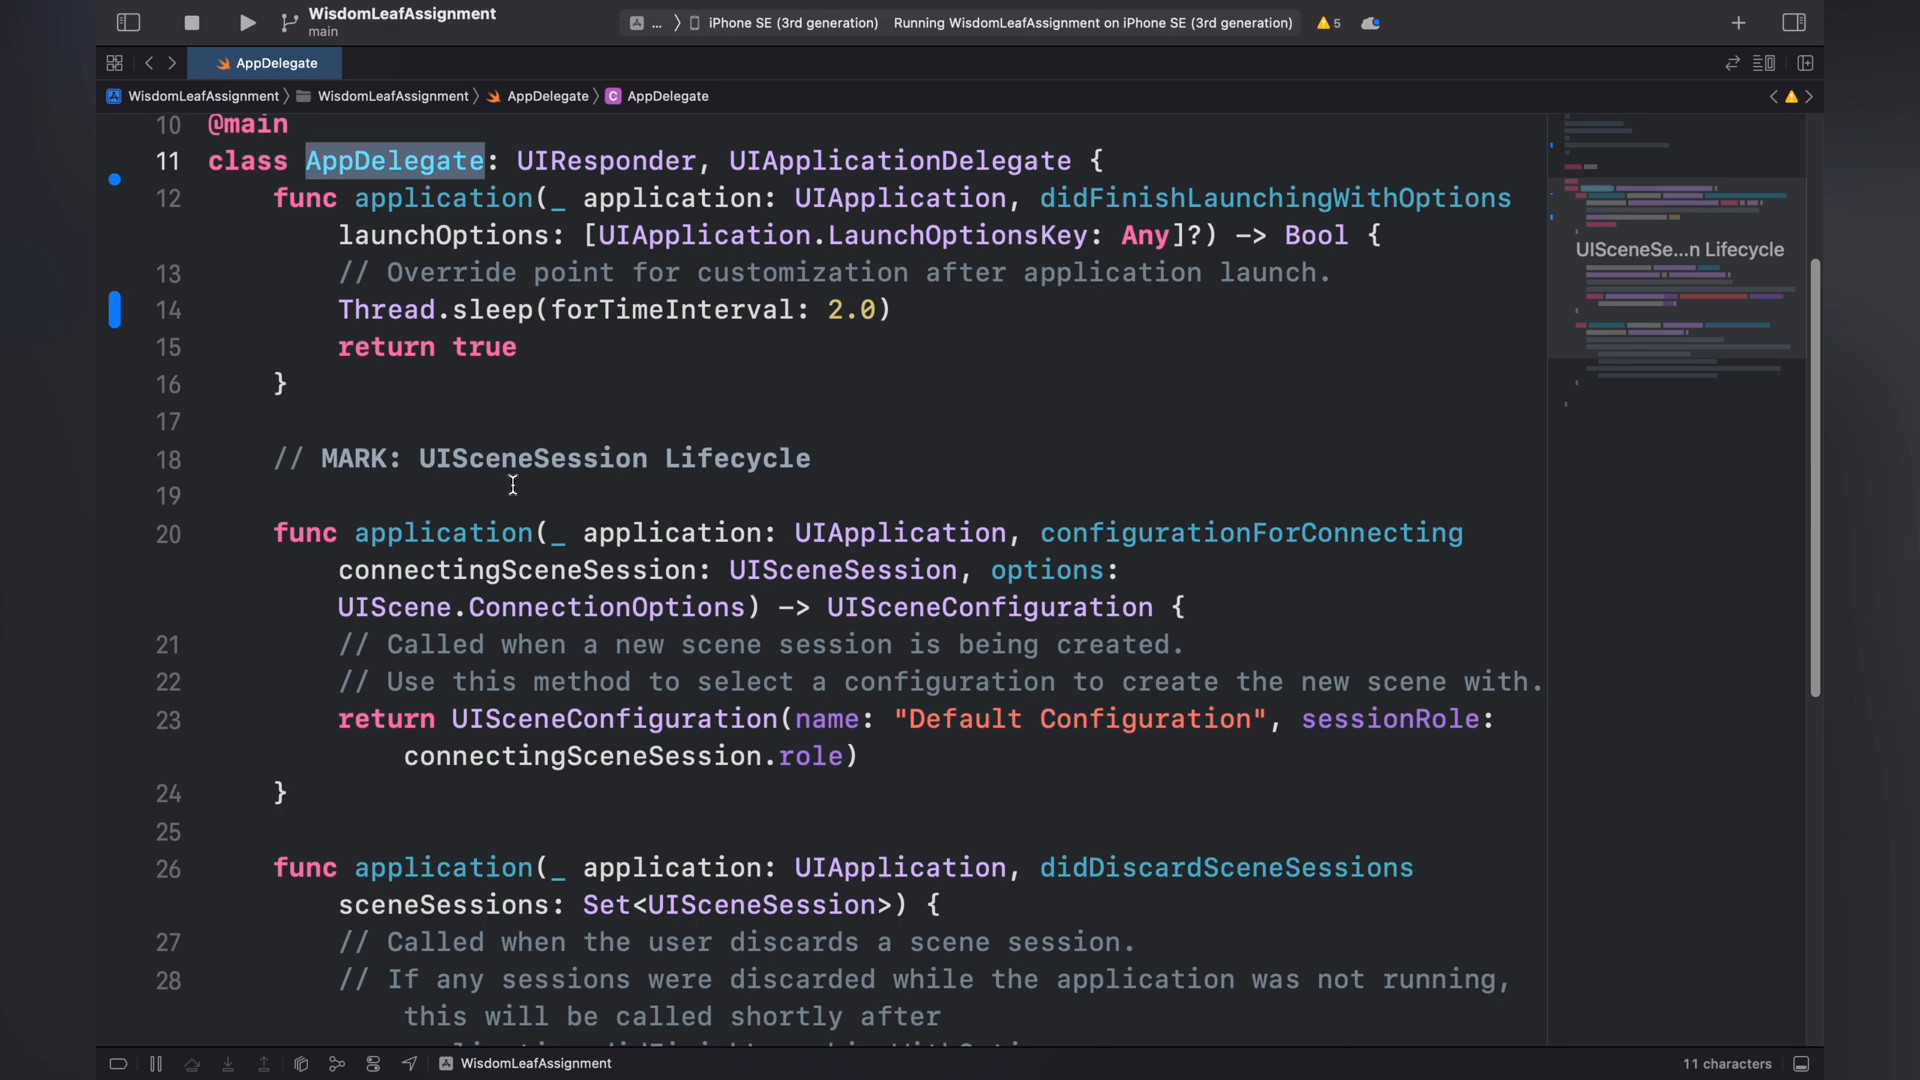 WisdomLeafAssignment
main
... iPhone SE (3rd generation) Running WisdomLeafAssignment on iPhone SE (3rd generation) 5
AppDelegate
WisdomLeafAssignment WisdomLeafAssignment AppDelegate C AppDelegate
10 @main
11 class AppDelegate: UIResponder, UIApplicationDelegate {
12 func application(_ application: UIApplication, didFinishLaunchingWithOptions
launchOptions: [UIApplication.LaunchOptionsKey: Any]?) -> Bool {
13 // Override point for customization after application launch.
14 Thread.sleep(forTimeInterval: 2.0)
15 return true
16 }
17
18 // MARK: UISceneSession Lifecycle
19
20 func application(_ application: UIApplication, configurationForConnecting
connectingSceneSession: UISceneSession, options:
UIScene.ConnectionOptions) -> UISceneConfiguration {
21 // Called when a new scene session is being created.
22 // Use this method to select a configuration to create the new scene with.
23 return UISceneConfiguration(name: "Default Configuration", sessionRole:
connectingSceneSession.role)
24 }
25
26 func application(_ application: UIApplication, didDiscardSceneSessions
sceneSessions: Set<UISceneSession>) {
27 // Called when the user discards a scene session.
28 // If any sessions were discarded while the application was not running,
this will be called shortly after
UISceneSe...n Lifecycle
WisdomLeafAssignment
11 characters